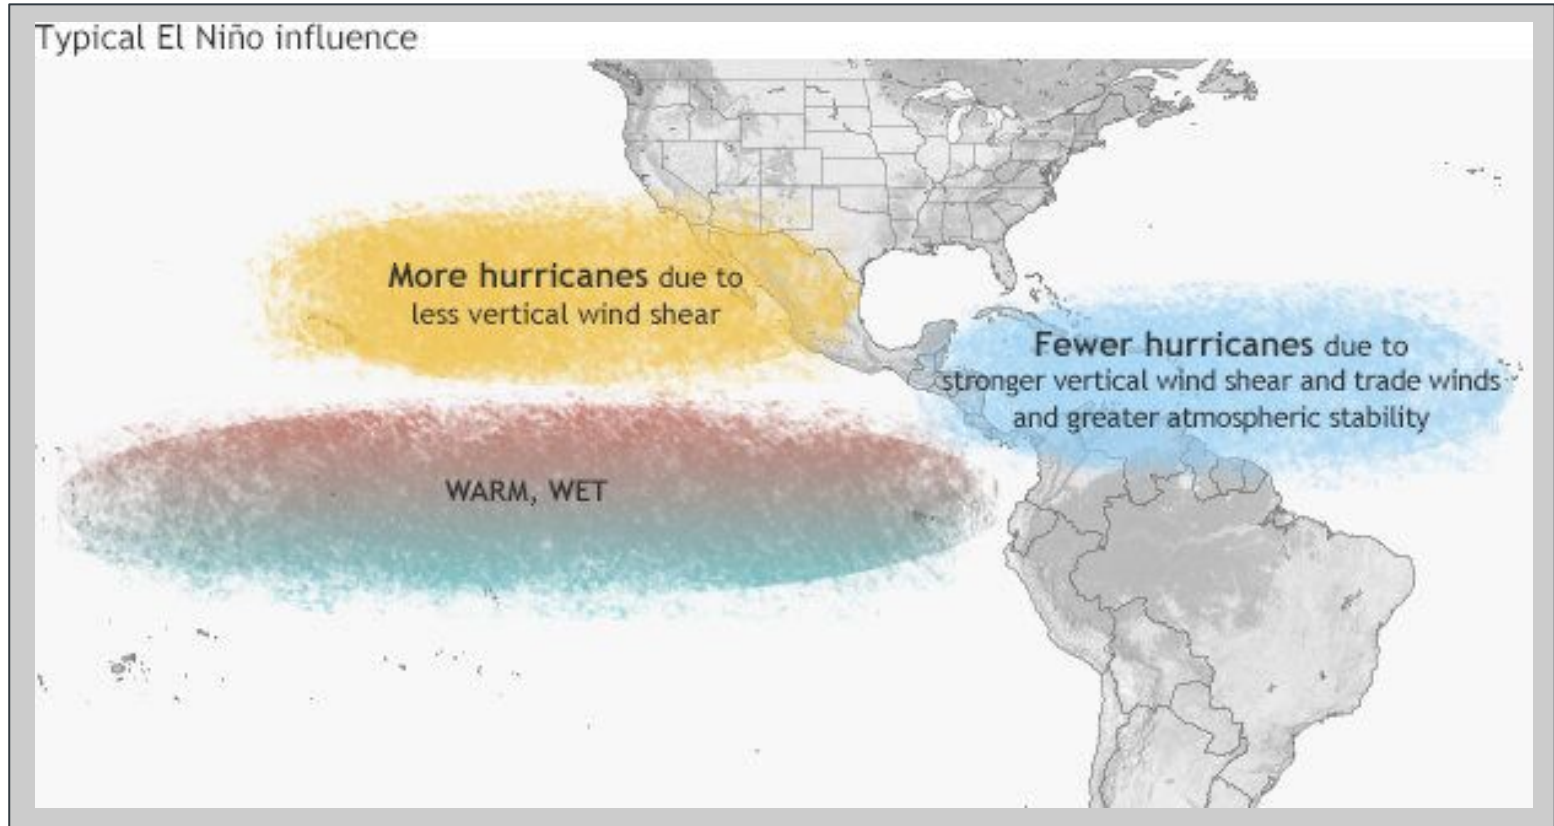 Typical El Niño influence
More hurricanes due to
less vertical wind shear
Fewer hurricanes due to
stronger vertical wind shear and trade winds
and greater atmospheric stability
WARM, WET